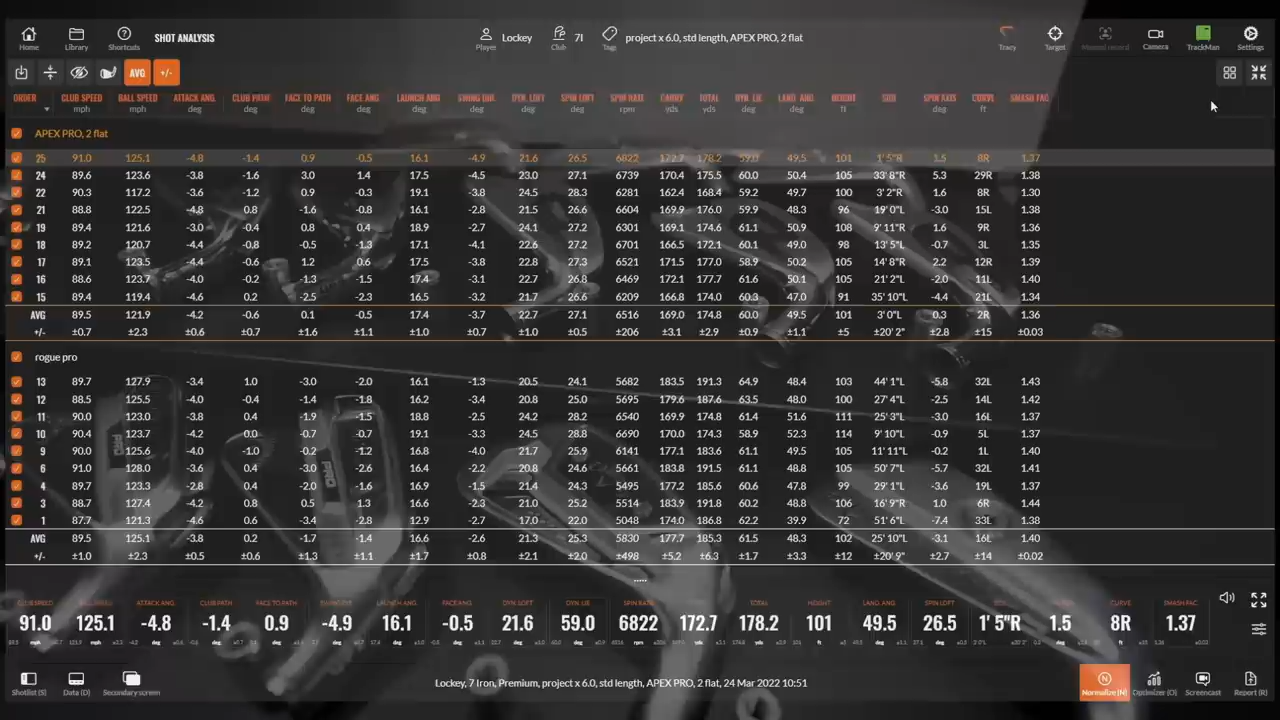 Home Library Shortcuts SHOT ANALYSIS Player Lockey Club 7I Tags project x 6.0, std length, APEX PRO, 2 flat Tracy Target Manual record Camera TrackMan Settings
AVG +/-
ORDER CLUB SPEED BALL SPEED ATTACK ANG. CLUB PATH FACE TO PATH FACE ANG LAUNCH ANG SWING DIR. DYN. LOFT SPIN LOFT SPIN RATE CARRY TOTAL DYN. LIE LAND. ANG HEIGHT SIDE SPIN AXIS CURVE SMASH FAC.
mph mph deg deg deg deg deg deg deg deg rpm yds yds deg deg ft deg ft
APEX PRO, 2 flat
25 91.0 125.1 -4.8 -1.4 0.9 -0.5 16.1 -4.9 21.6 26.5 6822 172.7 178.2 59.0 49.5 101 1' 5"R 1.5 8R 1.37
24 89.6 123.6 -3.8 -1.6 3.0 1.4 17.5 -4.5 23.0 27.1 6739 170.4 175.5 60.0 50.4 105 33' 8"R 5.3 29R 1.38
22 90.3 117.2 -3.6 -1.2 0.9 -0.3 19.1 -3.8 24.5 28.3 6281 162.4 168.4 59.2 49.7 100 3' 2"R 1.6 8R 1.30
21 88.8 122.5 -4.8 0.8 -1.6 -0.8 16.1 -2.8 21.5 26.6 6604 169.9 176.0 59.9 48.3 96 19' 0"L -3.0 15L 1.38
19 89.4 121.6 -3.0 -0.4 0.8 0.4 18.9 -2.7 24.1 27.2 6301 169.1 174.6 61.1 50.9 108 9' 11"R 1.6 9R 1.36
18 89.2 120.7 -4.4 -0.8 -0.5 -1.3 17.1 -4.1 22.6 27.2 6701 166.5 172.1 60.1 49.0 98 13' 5"L -0.7 3L 1.35
17 89.1 123.5 -4.4 -0.6 1.2 0.6 17.5 -3.8 22.8 27.3 6521 171.5 177.0 58.9 50.2 105 14' 8"R 2.2 12R 1.39
16 88.6 123.7 -4.0 -0.2 -1.3 -1.5 17.4 -3.1 22.7 26.8 6469 172.1 177.7 61.6 50.1 105 21' 2"L -2.0 11L 1.40
15 89.4 119.4 -4.6 0.2 -2.5 -2.3 16.5 -3.2 21.7 26.6 6209 166.8 174.0 60.3 47.0 91 35' 10"L -4.4 21L 1.34
AVG 89.5 121.9 -4.2 -0.6 0.1 -0.5 17.4 -3.7 22.7 27.1 6516 169.0 174.8 60.0 49.5 101 3' 0"L 0.3 2R 1.36
+/- ±0.7 ±2.3 ±0.6 ±0.7 ±1.6 ±1.1 ±1.0 ±0.7 ±1.0 ±0.5 ±206 ±3.1 ±2.9 ±0.9 ±1.1 ±5 ±20' 2" ±2.8 ±15 ±0.03
rogue pro
13 89.7 127.9 -3.4 1.0 -3.0 -2.0 16.1 -1.3 20.5 24.1 5682 183.5 191.3 64.9 48.4 103 44' 1"L -5.8 32L 1.43
12 88.5 125.5 -4.0 -0.4 -1.4 -1.8 16.2 -3.4 20.8 25.0 5695 179.6 187.6 63.5 48.0 100 27' 4"L -2.5 14L 1.42
11 90.0 123.0 -3.8 0.4 -1.9 -1.5 18.8 -2.5 24.2 28.2 6540 169.9 174.8 61.4 51.6 111 25' 3"L -3.0 16L 1.37
10 90.4 123.7 -4.2 0.0 -0.7 -0.7 19.1 -3.3 24.5 28.8 6690 170.0 174.3 58.9 52.3 114 9' 10"L -0.9 5L 1.37
9 90.0 125.6 -4.0 -1.0 -0.2 -1.2 16.8 -4.0 21.7 25.9 6141 177.1 183.6 61.1 49.5 105 11' 11"L -0.2 1L 1.40
6 91.0 128.0 -3.6 0.4 -3.0 -2.6 16.4 -2.2 20.8 24.6 5661 183.8 191.5 61.1 48.8 105 50' 7"L -5.7 32L 1.41
4 89.7 123.3 -2.8 0.4 -2.0 -1.6 16.9 -1.5 21.4 24.3 5495 177.2 185.6 60.6 47.8 99 29' 1"L -3.6 19L 1.37
3 88.7 127.4 -4.2 0.8 0.5 1.3 16.6 -2.3 21.0 25.2 5514 183.9 191.8 60.2 48.8 106 16' 9"R 1.0 6R 1.44
1 87.7 121.3 -4.6 0.6 -3.4 -2.8 12.9 -2.7 17.0 22.0 5048 174.0 186.8 62.2 39.9 72 51' 6"L -7.4 33L 1.38
AVG 89.5 125.1 -3.8 0.2 -1.7 -1.4 16.6 -2.6 21.3 25.3 5830 177.7 185.3 61.5 48.3 102 25' 10"L -3.1 16L 1.40
+/- ±1.0 ±2.3 ±0.5 ±0.6 ±1.3 ±1.1 ±1.7 ±0.8 ±2.1 ±2.0 ±498 ±5.2 ±6.3 ±1.7 ±3.3 ±12 ±20' 9" ±2.7 ±14 ±0.02
CLUB SPEED BALL SPEED ATTACK ANG. CLUB PATH FACE TO PATH SWING DIR. LAUNCH ANG. FACE ANG. DYN. LOFT DYN. LIE SPIN RATE TOTAL HEIGHT LAND. ANG. SPIN LOFT CURVE SMASH FAC.
91.0 125.1 -4.8 -1.4 0.9 -4.9 16.1 -0.5 21.6 59.0 6822 172.7 178.2 101 49.5 26.5 1' 5"R 1.5 8R 1.37
Shotlist (S) Data (D) Secondary screen Lockey, 7 Iron, Premium, project x 6.0, std length, APEX PRO, 2 flat, 24 Mar 2022 10:51 Normalize (N) Optimizer (O) Screencast Report (R)